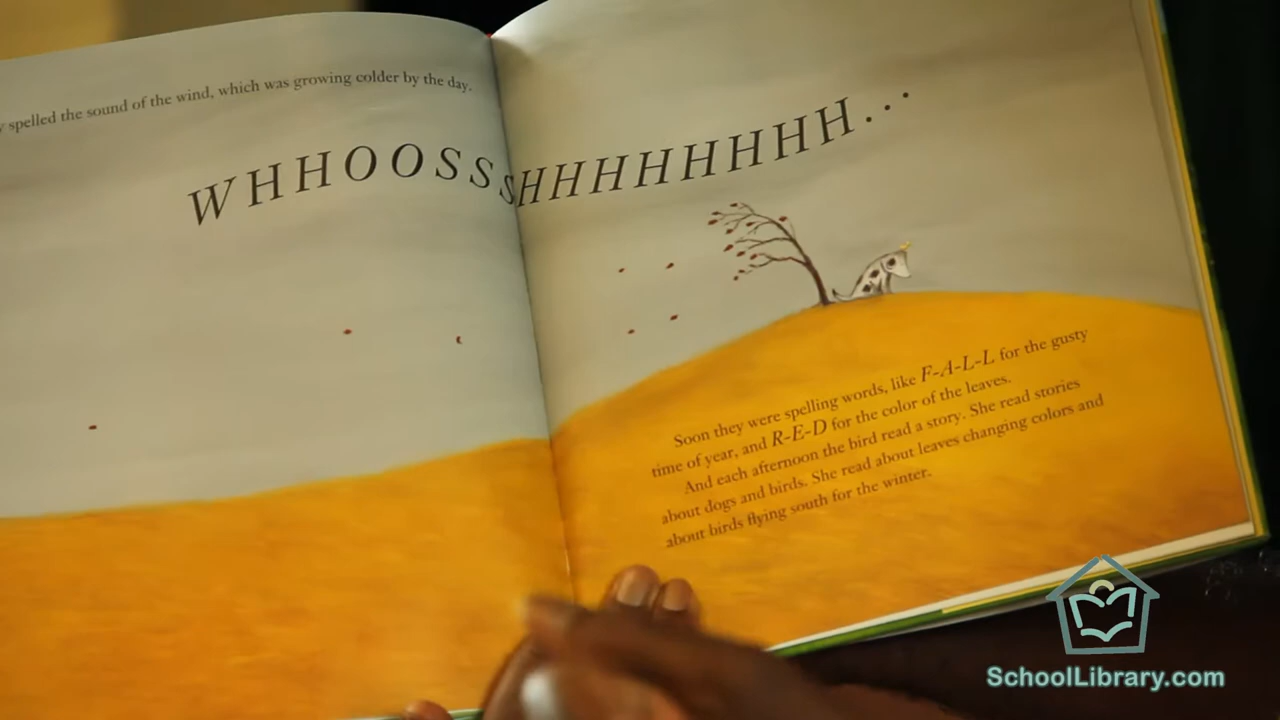 spelled the sound of the wind, which was growing colder by the day.
WHHOOSSSHHHHHHHH...
Soon they were spelling words, like F-A-L-L for the gusty
time of year, and R-E-D for the color of the leaves.
And each afternoon the bird read a story. She read stories
about dogs and birds. She read about leaves changing colors and
about birds flying south for the winter.
SchoolLibrary.com